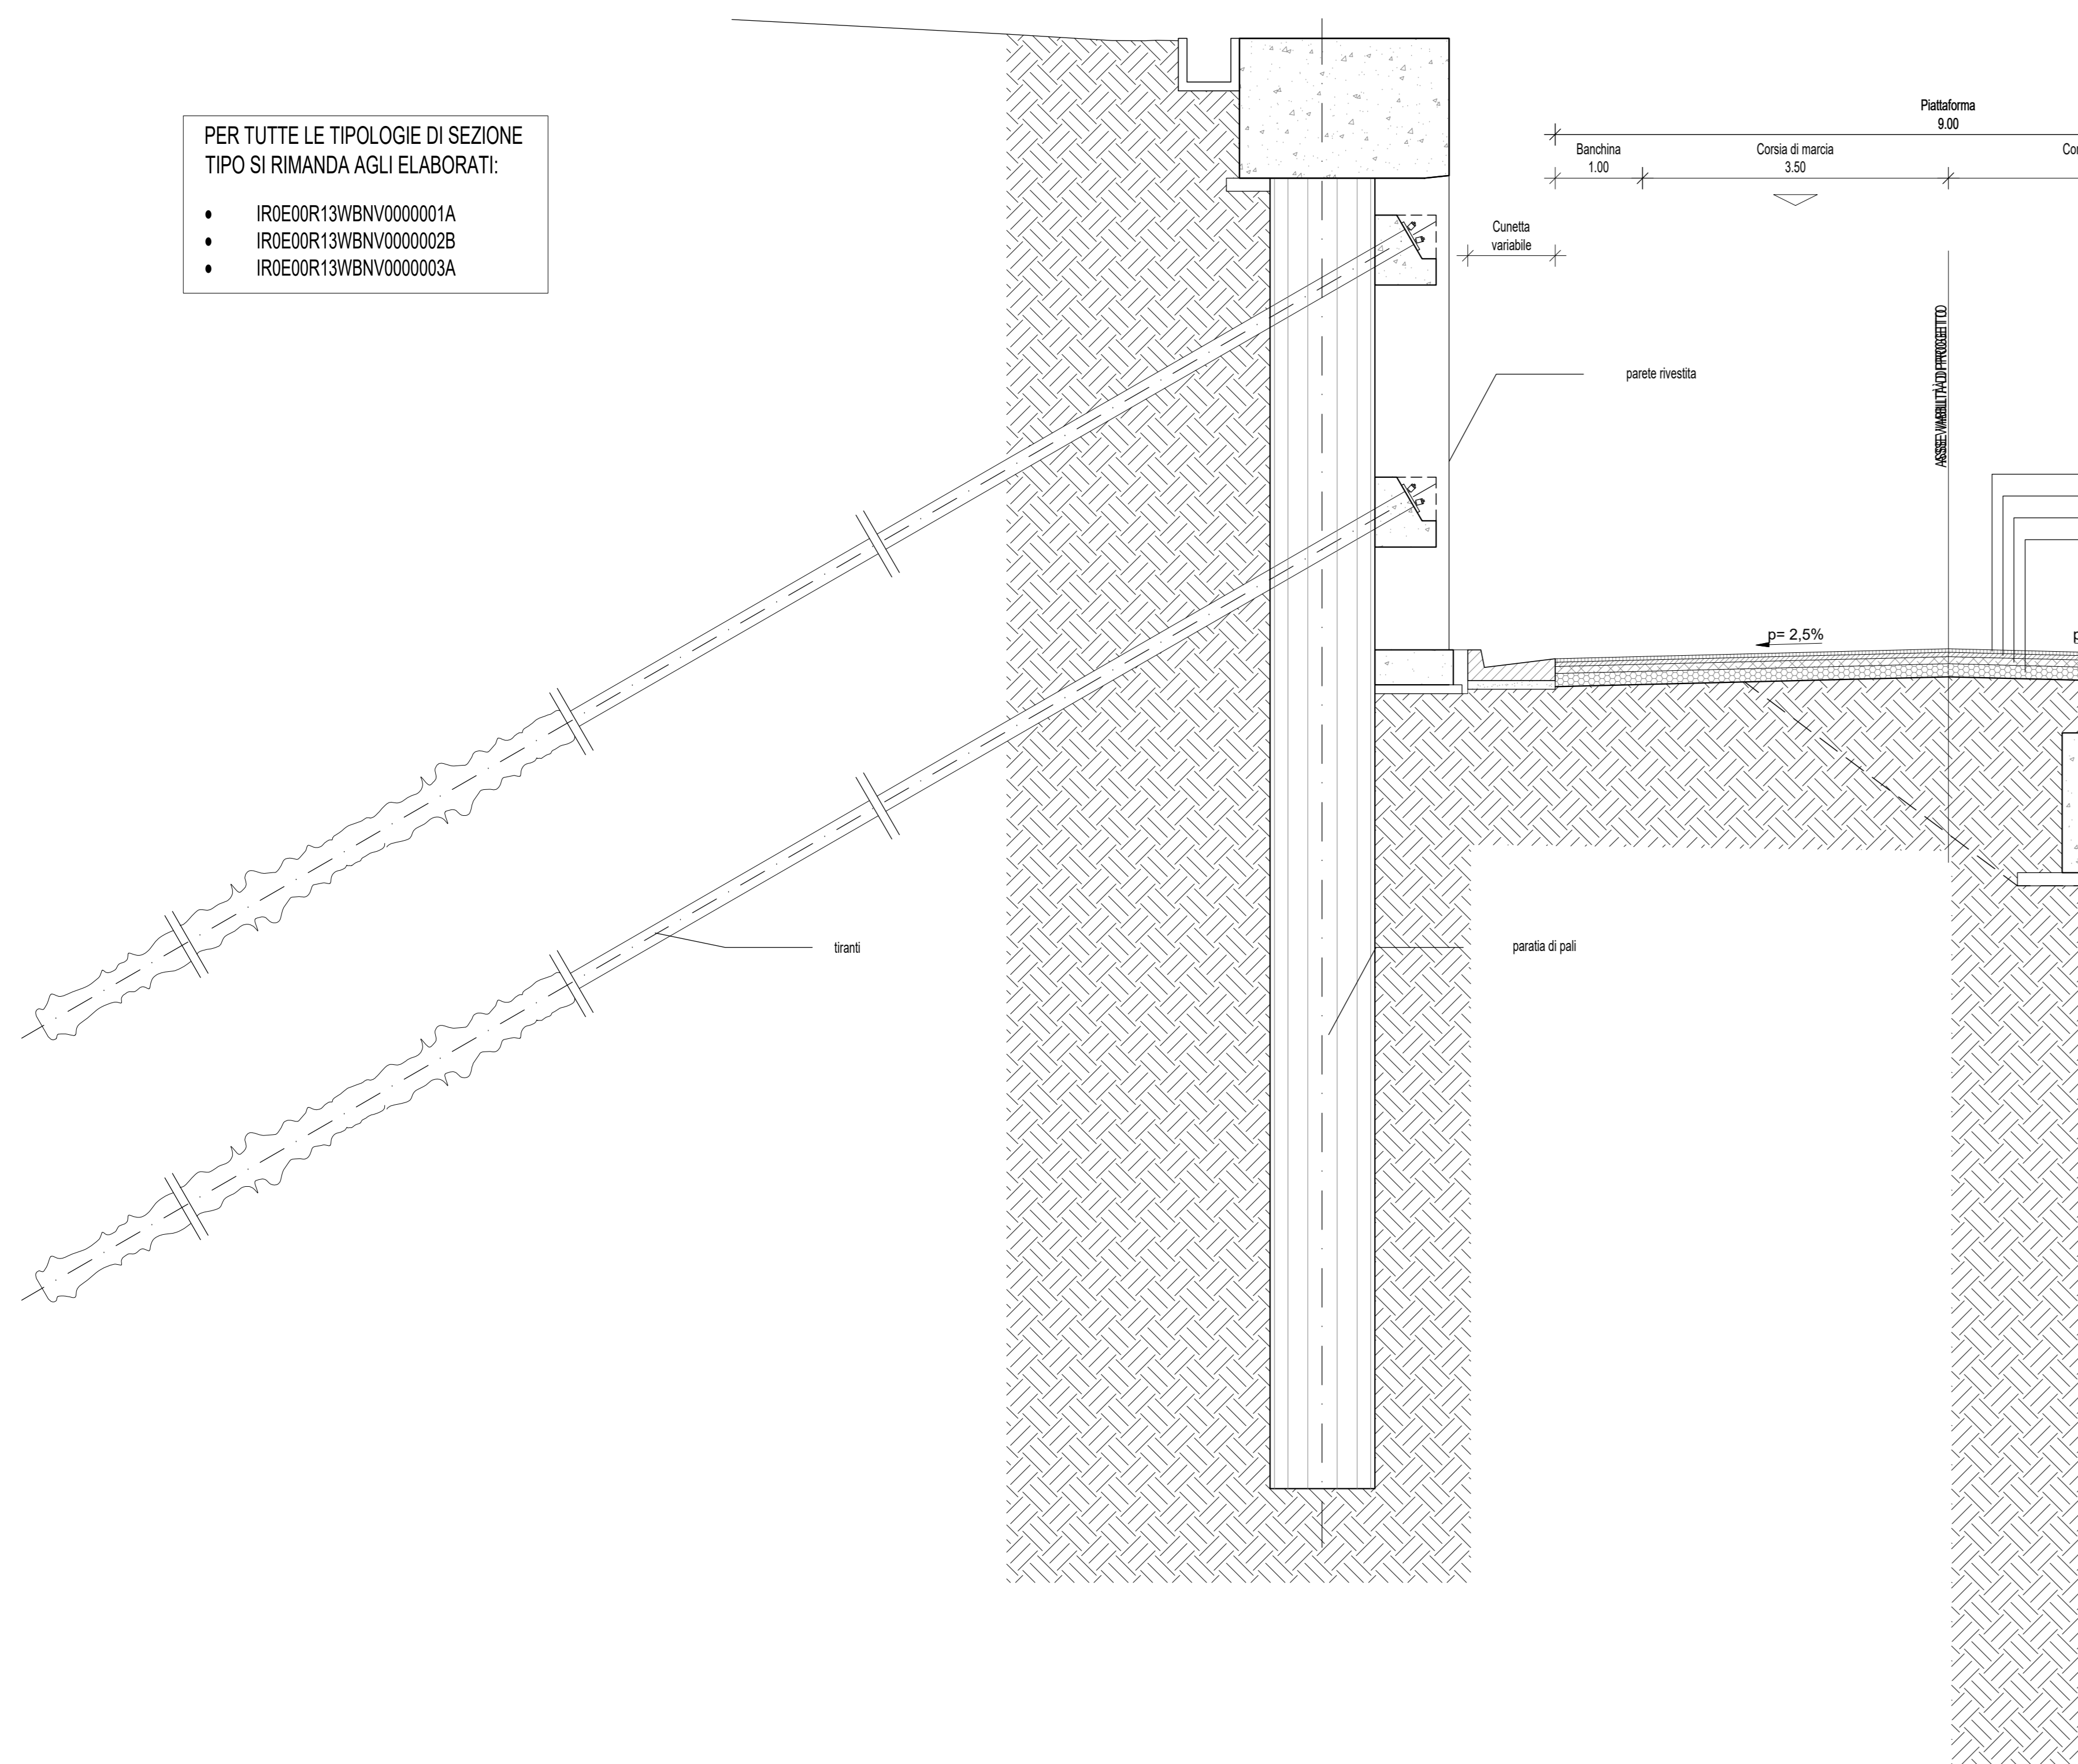 PER TUTTE LE TIPOLOGIE DI SEZIONE
TIPO SI RIMANDA AGLI ELABORATI:
• IR0E00R13WBNV0000001A
• IR0E00R13WBNV0000002B
• IR0E00R13WBNV0000003A
Piattaforma
9.00
Banchina
1.00
Corsia di marcia
3.50
Cunetta
variabile
parete rivestita
p= 2,5%
tiranti
paratia di pali